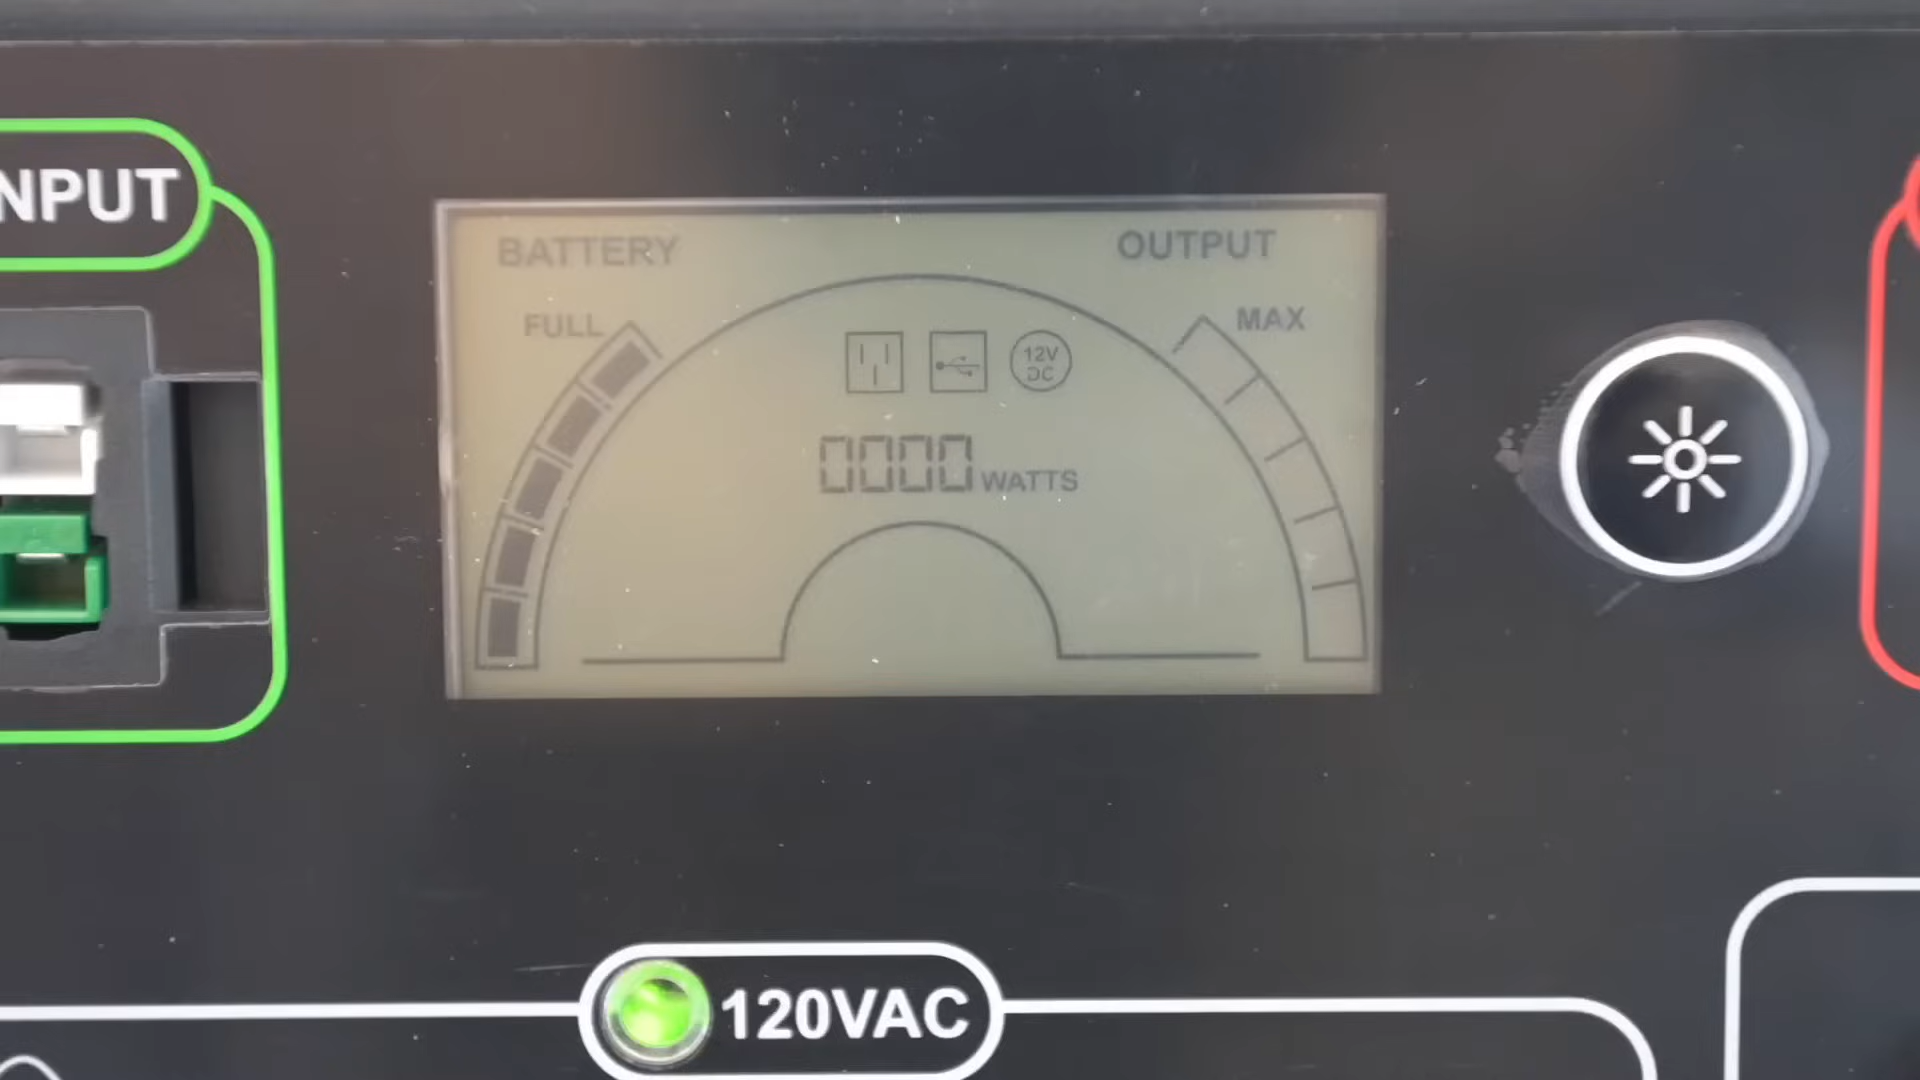 NPUT
BATTERY
OUTPUT
FULL
MAX
12V
DC
0000 WATTS
120VAC